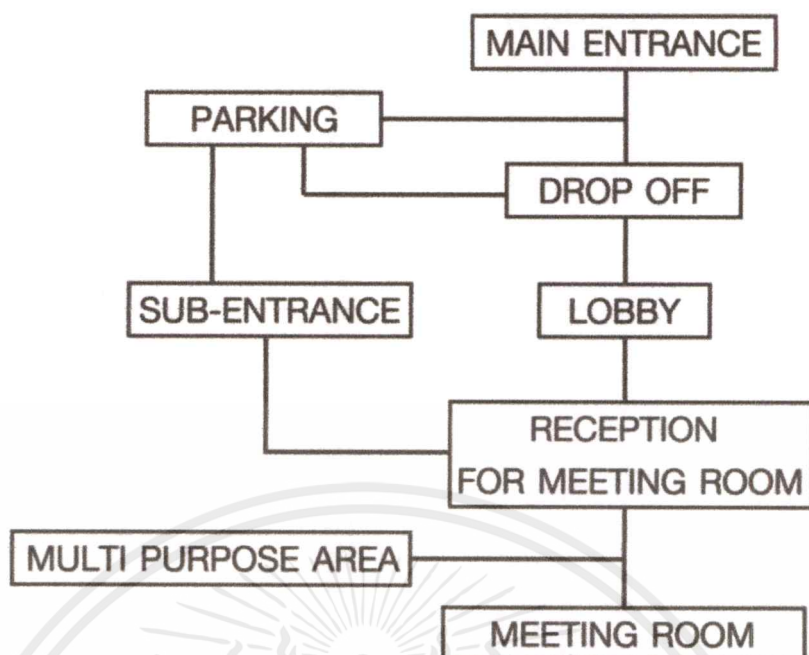 MAIN ENTRANCE
PARKING
DROP OFF
SUB-ENTRANCE
LOBBY
RECEPTION
FOR MEETING ROOM
MULTI PURPOSE AREA
MEETING ROOM